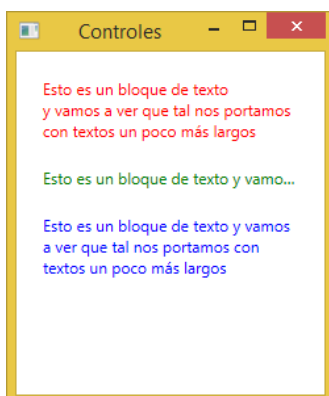 Controles
Esto es un bloque de texto
y vamos a ver que tal nos portamos
con textos un poco más largos
Esto es un bloque de texto y vamo...
Esto es un bloque de texto y vamos
a ver que tal nos portamos con
textos un poco más largos